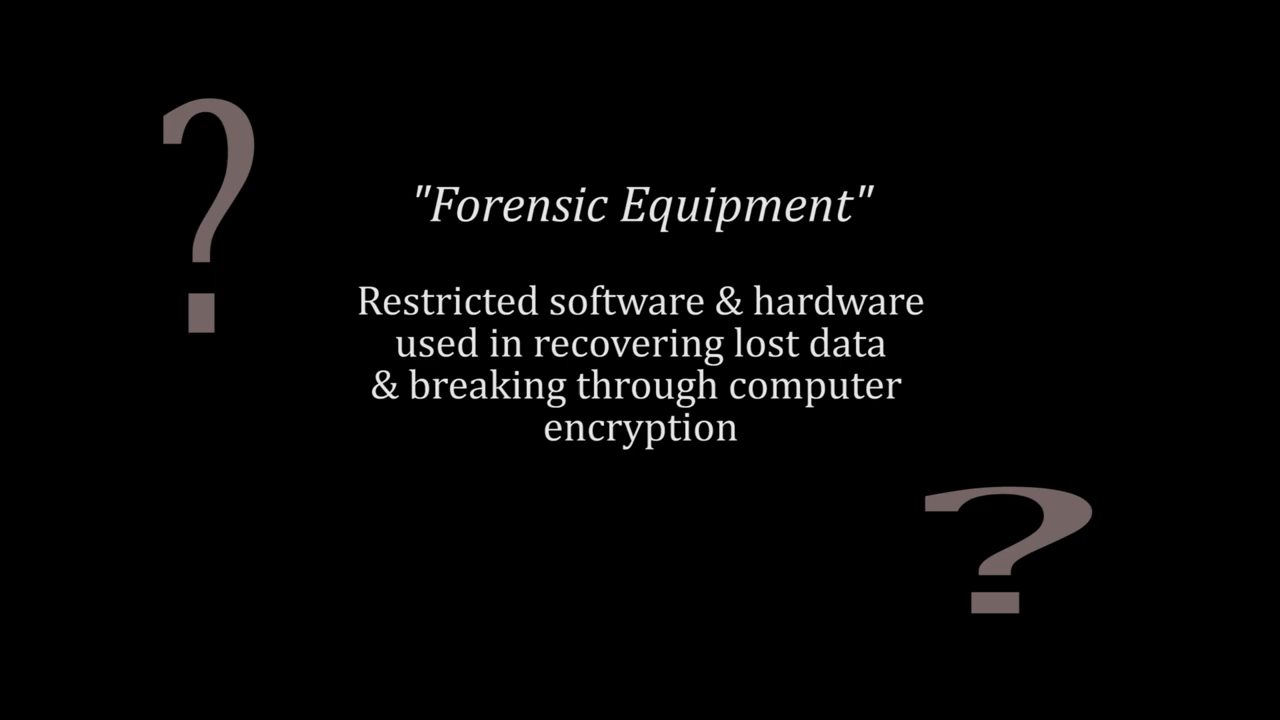 ?
"Forensic Equipment"
Restricted software & hardware
used in recovering lost data
& breaking through computer
encryption
?